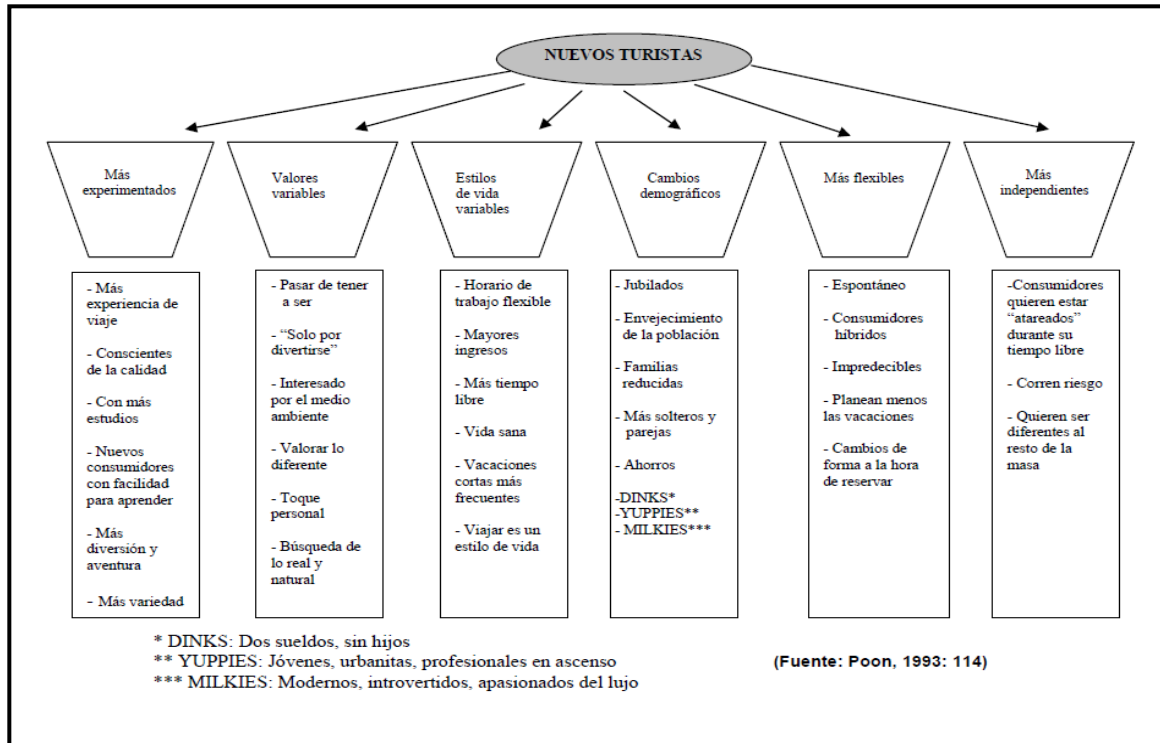 NUEVOS TURISTAS
Más
experimentados
Valores
variables
Estilos
de vida
variables
Cambios
demográficos
Más flexibles
Más
independientes
- Más
experiencia de
viaje
- Conscientes
de la calidad
- Con más
estudios
- Nuevos
consumidores
con facilidad
para aprender
- Más
diversión y
aventura
- Más variedad
- Pasar de tener
a ser
- “Solo por
divertirse”
- Interesado
por el medio
ambiente
- Valorar lo
diferente
- Toque
personal
- Búsqueda de
lo real y
natural
- Horario de
trabajo flexible
- Mayores
ingresos
- Más tiempo
libre
- Vida sana
- Vacaciones
cortas más
frecuentes
- Viajar es un
estilo de vida
- Jubilados
- Envejecimiento
de la población
- Familias
reducidas
- Más solteros y
parejas
- Ahorros
-DINKS*
-YUPPIES**
- MILKIES***
- Espontáneo
- Consumidores
híbridos
- Impredecibles
- Planean menos
las vacaciones
- Cambios de
forma a la hora
de reservar
-Consumidores
quieren estar
“atareados”
durante su
tiempo libre
- Corren riesgo
- Quieren ser
diferentes al
resto de la
masa
* DINKS: Dos sueldos, sin hijos
** YUPPIES: Jóvenes, urbanitas, profesionales en ascenso
*** MILKIES: Modernos, introvertidos, apasionados del lujo
(Fuente: Poon, 1993: 114)